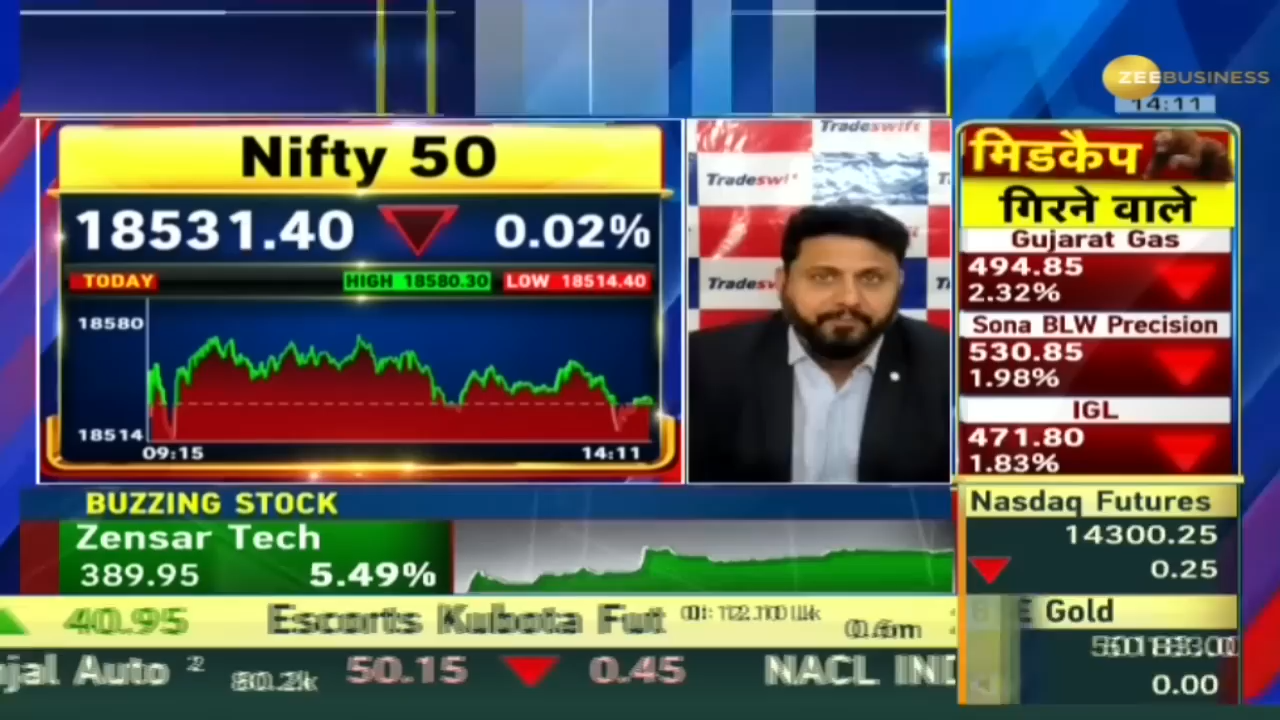 ZEEBUSINESS
14:11
Nifty 50
18531.40 0.02%
TODAY HIGH 18580.30 LOW 18514.40
18580
18514
09:15 14:11
Tradeswift
Tradeswi
Tradesw
मिडकैप
गिरने वाले
Gujarat Gas
494.85
2.32%
Sona BLW Precision
530.85
1.98%
IGL
471.80
1.83%
BUZZING STOCK
Zensar Tech
389.95 5.49%
Nasdaq Futures
14300.25
0.25
Gold
0.00
40.95 Escorts Kubota Fut
jal Auto 50.15 0.45 NACL IND